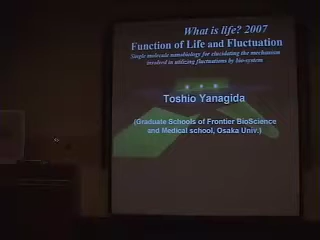 What is life? 2007
Function of Life and Fluctuation
Single molecule nanobiology for elucidating the mechanism
involved in utilizing fluctuations by bio-system
Toshio Yanagida
(Graduate Schools of Frontier BioScience
and Medical school, Osaka Univ.)